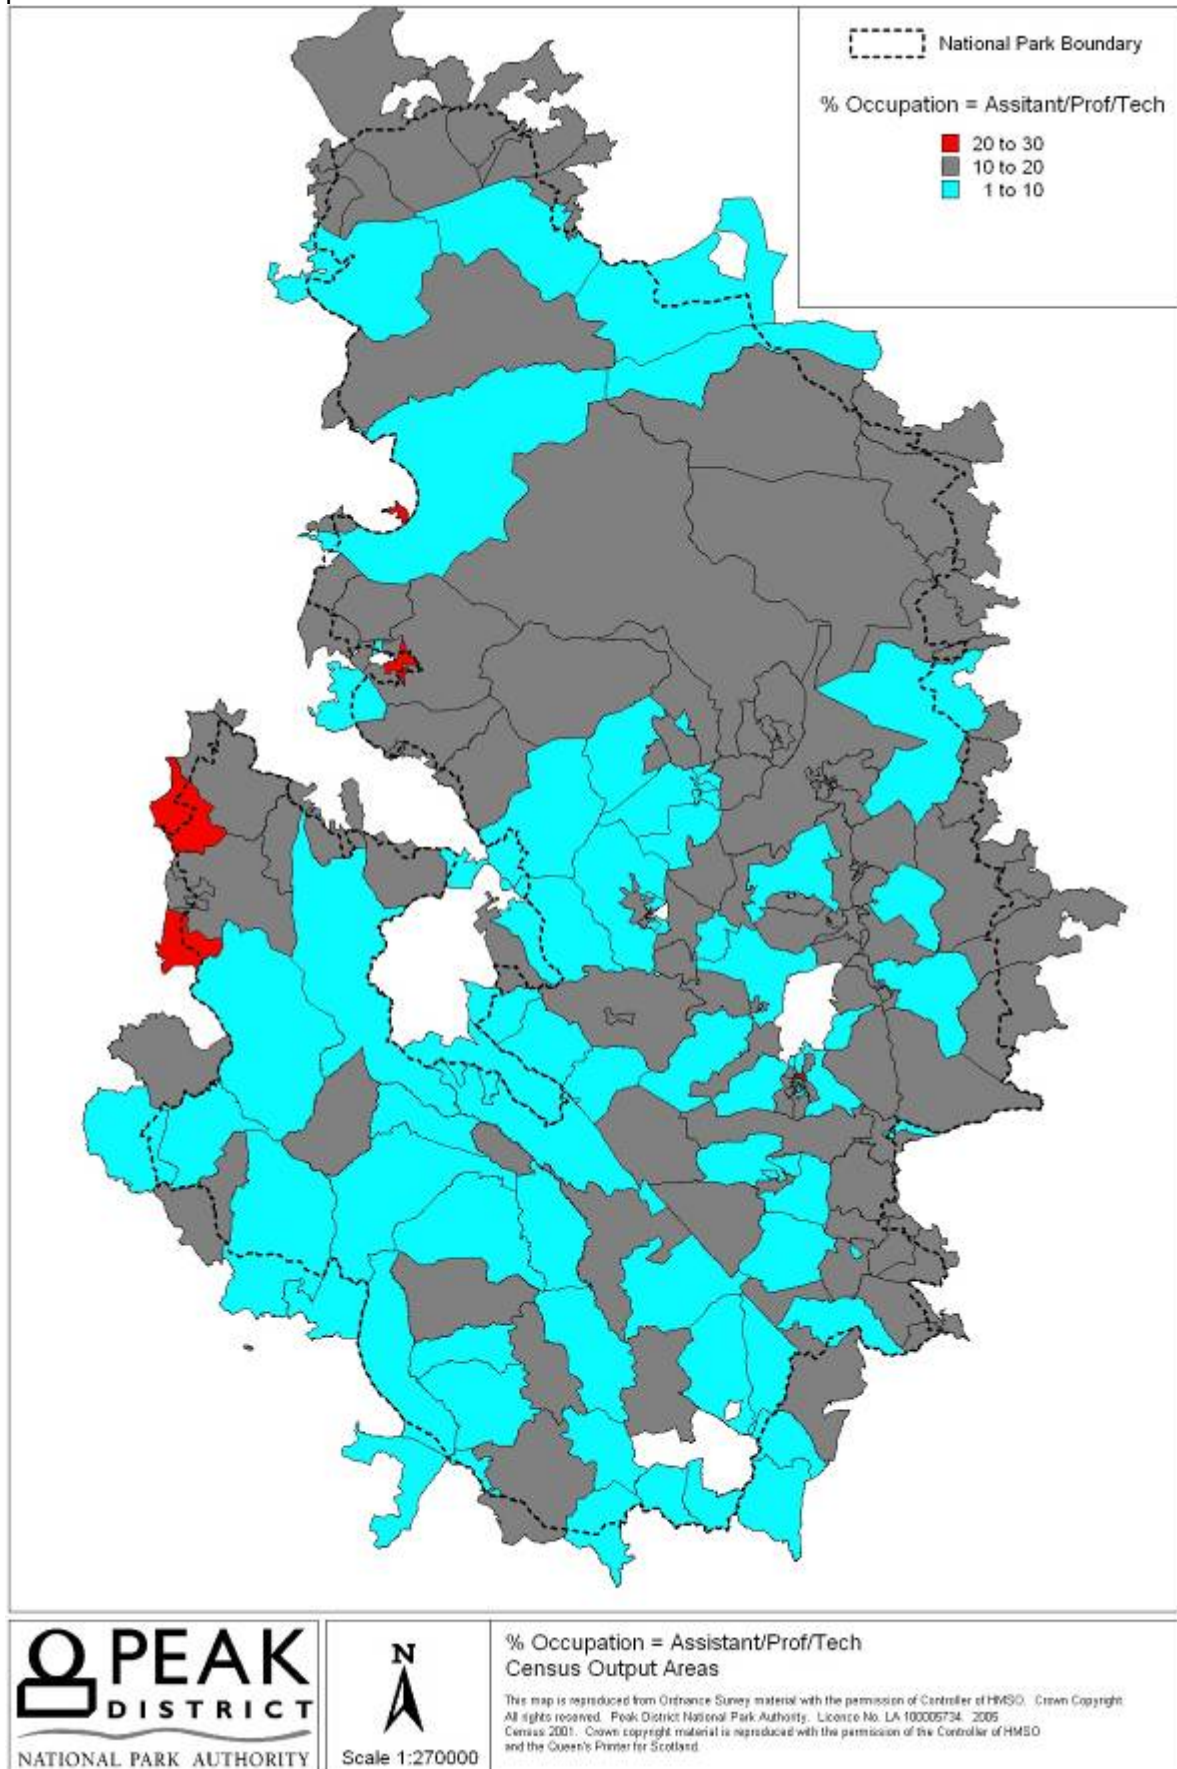 National Park Boundary
% Occupation = Assitant/Prof/Tech
20 to 30
10 to 20
1 to 10
PEAK
DISTRICT
NATIONAL PARK AUTHORITY
N
Scale 1:270000
% Occupation = Assistant/Prof/Tech
Census Output Areas
This map is reproduced from Ordnance Survey material with the permission of Controller of HMSO. Crown Copyright.
All rights reserved. Peak District National Park Authority. Licence No. LA 100005734. 2005
Census 2001. Crown copyright material is reproduced with the permission of the Controller of HMSO
and the Queen's Printer for Scotland.